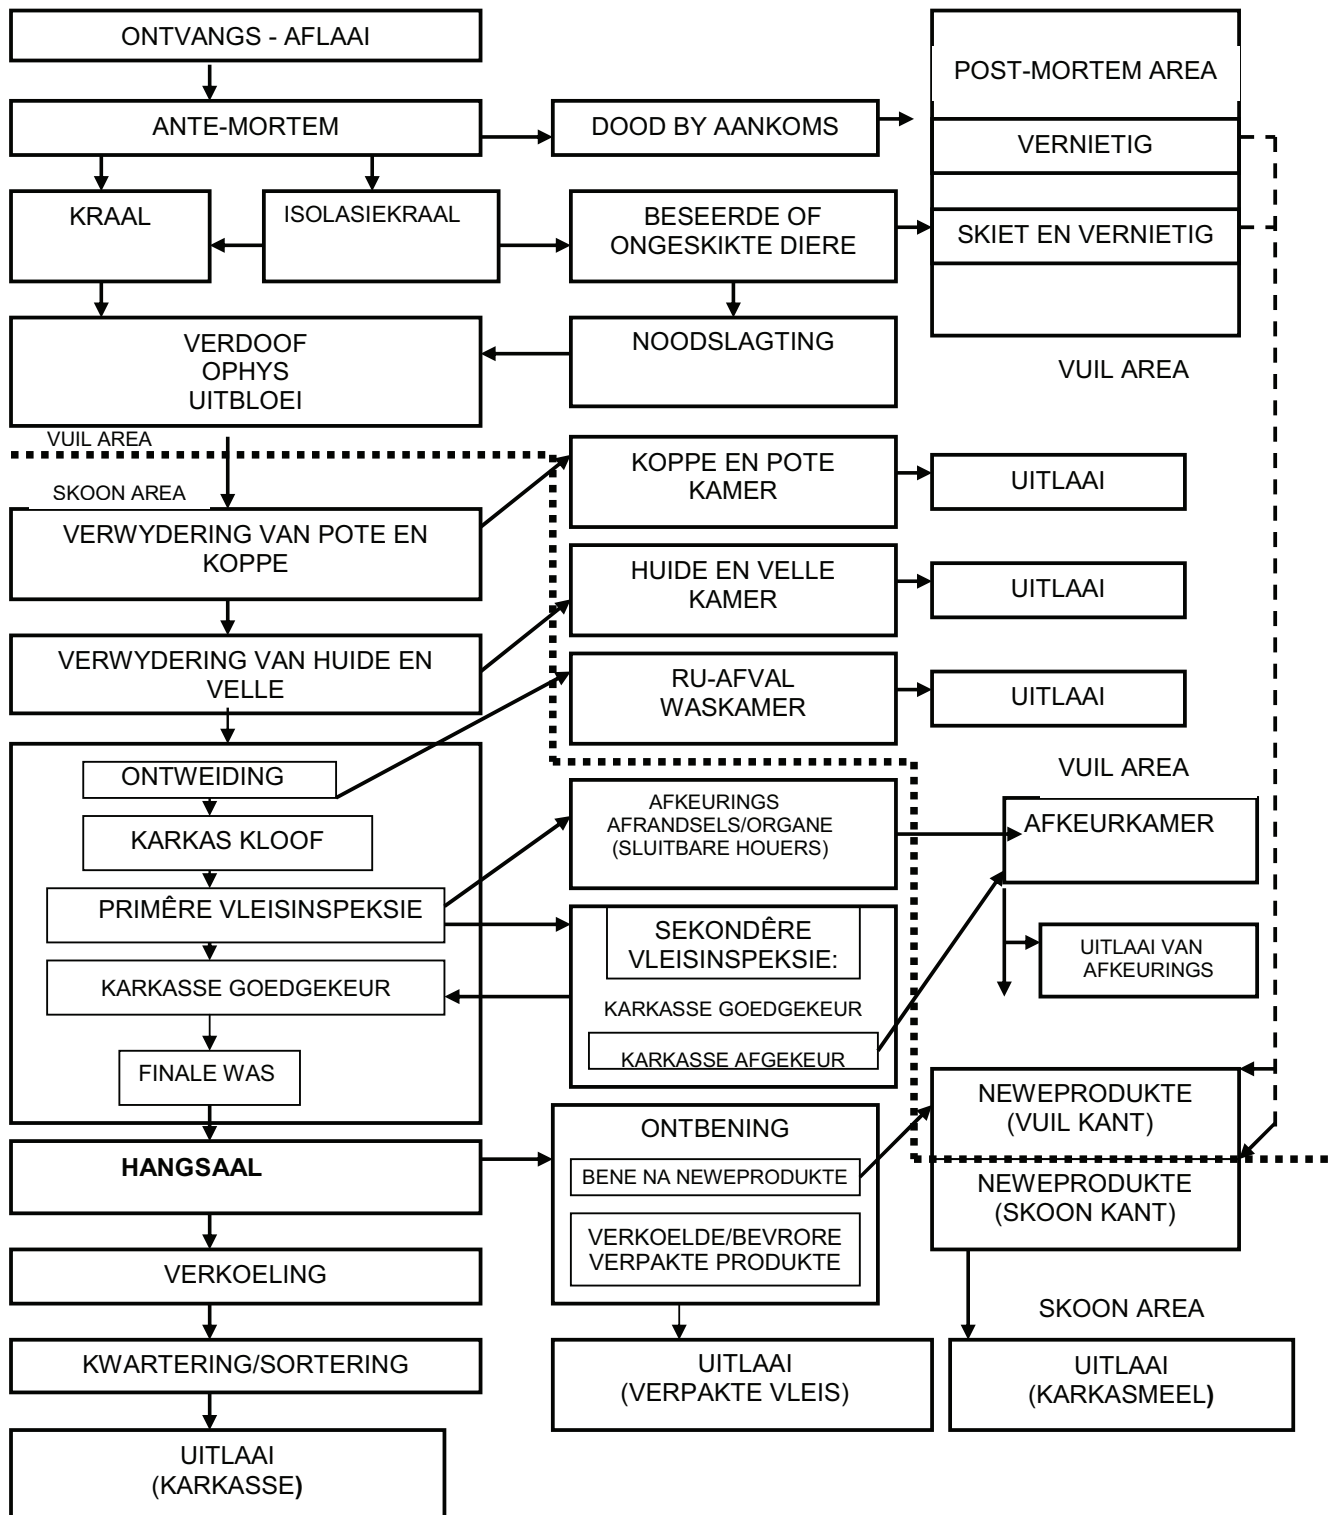 ONTVANGS - AFLAAI
POST-MORTEM AREA
ANTE-MORTEM
DOOD BY AANKOMS
VERNIETIG
KRAAL
ISOLASIEKRAAL
BESEERDE OF
ONGESKIKTE DIERE
SKIET EN VERNIETIG
VERDOOF
OPHYS
UITBLOEI
NOODSLAGTING
VUIL AREA
VUIL AREA
SKOON AREA
KOPPE EN POTE
KAMER
UITLAAI
VERWYDERING VAN POTE EN
KOPPE
HUIDE EN VELLE
KAMER
UITLAAI
VERWYDERING VAN HUIDE EN
VELLE
RU-AFVAL
WASKAMER
UITLAAI
ONTWEIDING
VUIL AREA
KARKAS KLOOF
AFKEURINGS
AFRANDSELS/ORGANE
(SLUITBARE HOUERS)
AFKEURKAMER
PRIMÊRE VLEISINSPEKSIE
SEKONDÊRE
VLEISINSPEKSIE:
UITLAAI VAN
AFKEURINGS
KARKASSE GOEDGEKEUR
KARKASSE GOEDGEKEUR
KARKASSE AFGEKEUR
FINALE WAS
NEWEPRODUKTE
(VUIL KANT)
ONTBENING
HANGSAAL
BENE NA NEWEPRODUKTE
NEWEPRODUKTE
(SKOON KANT)
VERKOELDE/BEVRORE
VERPAKTE PRODUKTE
VERKOELING
SKOON AREA
KWARTERING/SORTERING
UITLAAI
(VERPAKTE VLEIS)
UITLAAI
(KARKASMEEL)
UITLAAI
(KARKASSE)